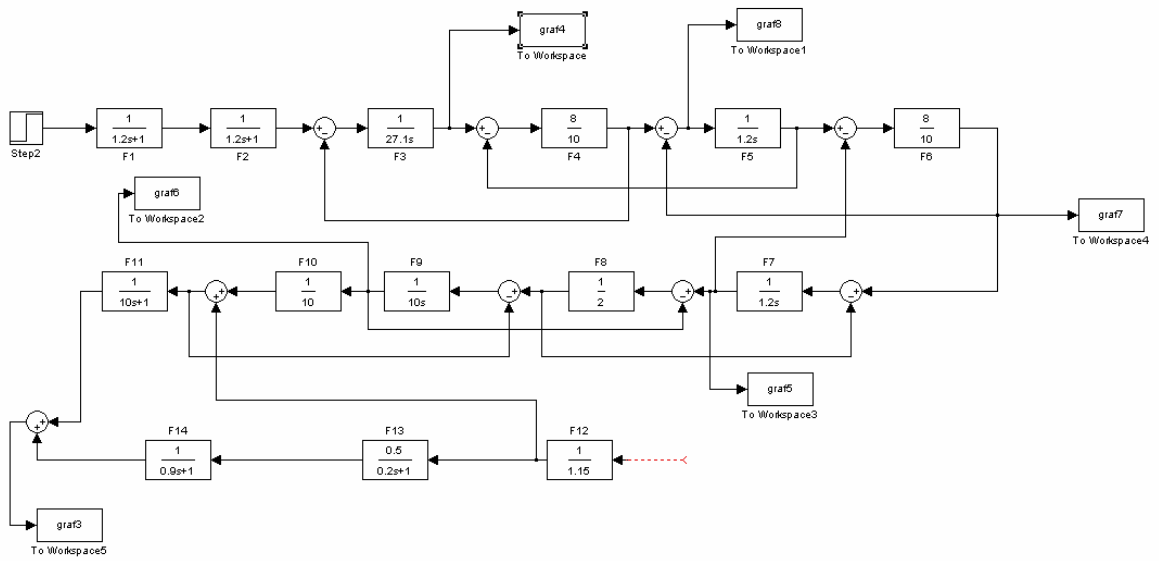 graf4
To Workspace
graf8
To Workspace1
Step2
1
1.2s+1
F1
1
1.2s+1
F2
+
−
1
27.1s
F3
+
−
8
10
F4
+
−
1
1.2s
F5
+
−
8
10
F6
graf6
To Workspace2
graf7
To Workspace4
F11
1
10s+1
+
+
F10
1
10
F9
1
10s
−
+
F8
1
2
−
+
F7
1
1.2s
−
+
graf5
To Workspace3
+
+
F14
1
0.9s+1
F13
0.5
0.2s+1
F12
1
1.15
graf3
To Workspace5